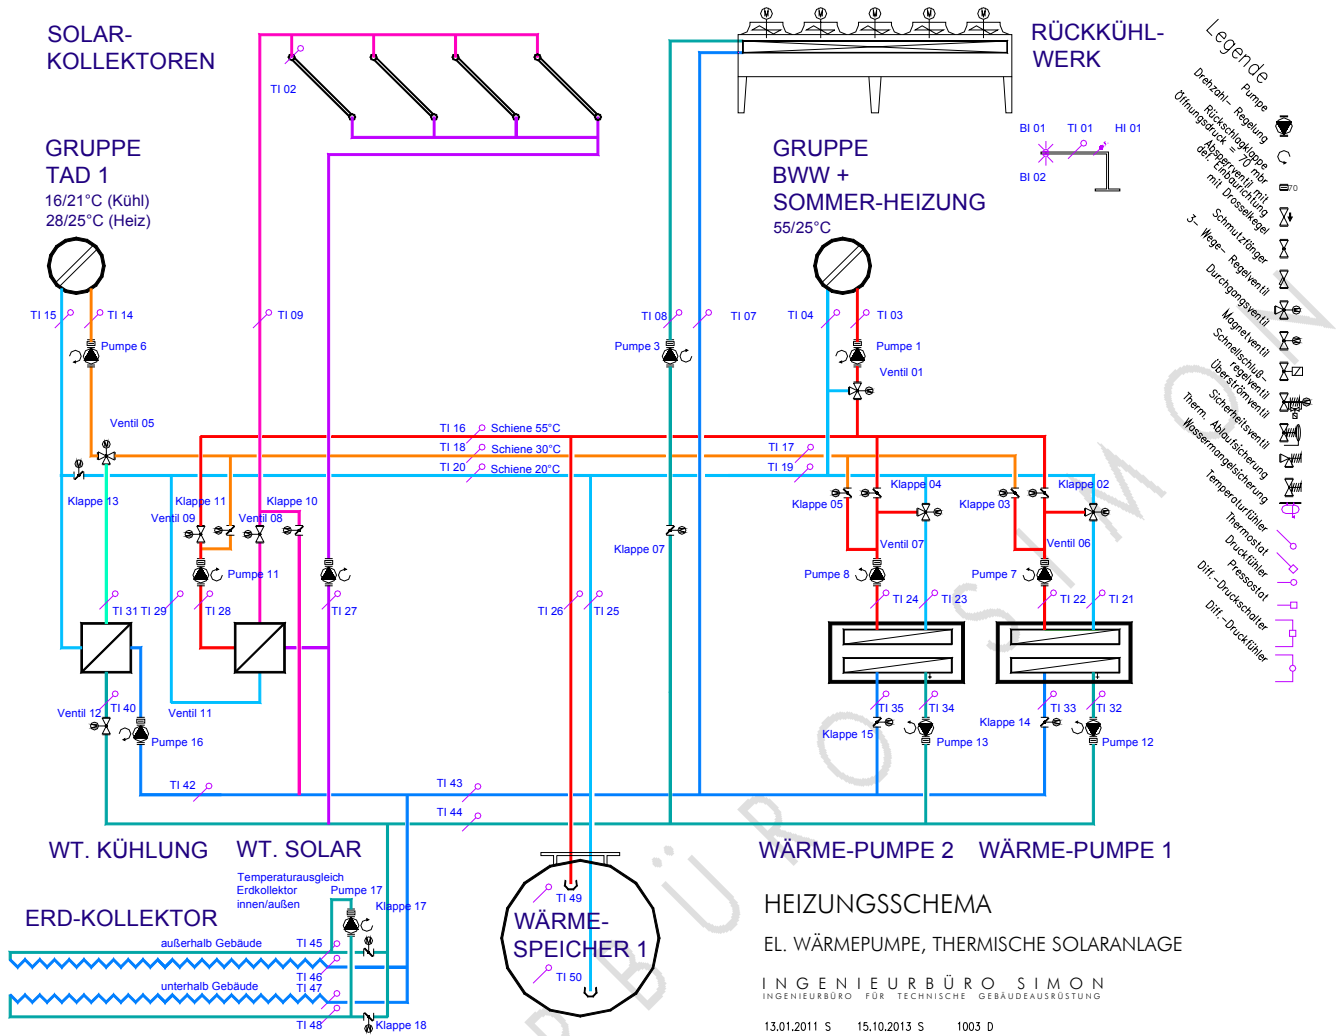 SOLAR-
KOLLEKTOREN
TI 02
RÜCKKÜHL-
WERK
BI 01
TI 01
HI 01
BI 02
GRUPPE
TAD 1
16/21°C (Kühl)
28/25°C (Heiz)
GRUPPE
BWW +
SOMMER-HEIZUNG
55/25°C
TI 15
TI 14
TI 09
TI 08
TI 07
TI 04
TI 03
Pumpe 6
Pumpe 3
Pumpe 1
Ventil 01
Ventil 05
TI 16
Schiene 55°C
TI 18
Schiene 30°C
TI 17
TI 20
Schiene 20°C
TI 19
Klappe 13
Klappe 11
Klappe 10
Klappe 05
Klappe 04
Klappe 03
Klappe 02
Ventil 09
Ventil 08
Klappe 07
Ventil 07
Ventil 06
Pumpe 11
Pumpe 8
Pumpe 7
TI 31
TI 29
TI 28
TI 27
TI 26
TI 25
TI 24
TI 23
TI 22
TI 21
Ventil 12
TI 40
Ventil 11
TI 35
TI 34
TI 33
TI 32
Pumpe 16
Klappe 15
Pumpe 13
Klappe 14
Pumpe 12
TI 42
TI 43
TI 44
WT. KÜHLUNG
WT. SOLAR
WÄRME-PUMPE 2
WÄRME-PUMPE 1
Temperaturausgleich
Erdkollektor
innen/außen
Pumpe 17
Klappe 17
ERD-KOLLEKTOR
außerhalb Gebäude
TI 45
TI 46
unterhalb Gebäude
TI 47
TI 48
Klappe 18
TI 49
WÄRME-
SPEICHER 1
TI 50
HEIZUNGSSCHEMA
EL. WÄRMEPUMPE, THERMISCHE SOLARANLAGE
INGENIEURBÜRO SIMON
INGENIEURBÜRO FÜR TECHNISCHE GEBÄUDEAUSRÜSTUNG
13.01.2011 S 15.10.2013 S 1003 D
Legende
Pumpe
Drehzahl- Regelung
Rückschlagklappe
Öffnungsdruck = 70 mbr
70
Absperrventil mit
def. Einbaurichtung
mit Drosselkegel
Schmutzfänger
3- Wege- Regelventil
Durchgangsventil
Magnetventil
Schnellschluß-
regelventil
Überströmventil
Sicherheitsventil
Therm. Ablaufsicherung
Wassermangelsicherung
Temperaturfühler
Thermostat
Druckfühler
Pressostat
Diff.-Druckschalter
Diff.-Druckfühler
BÜRO SIMON